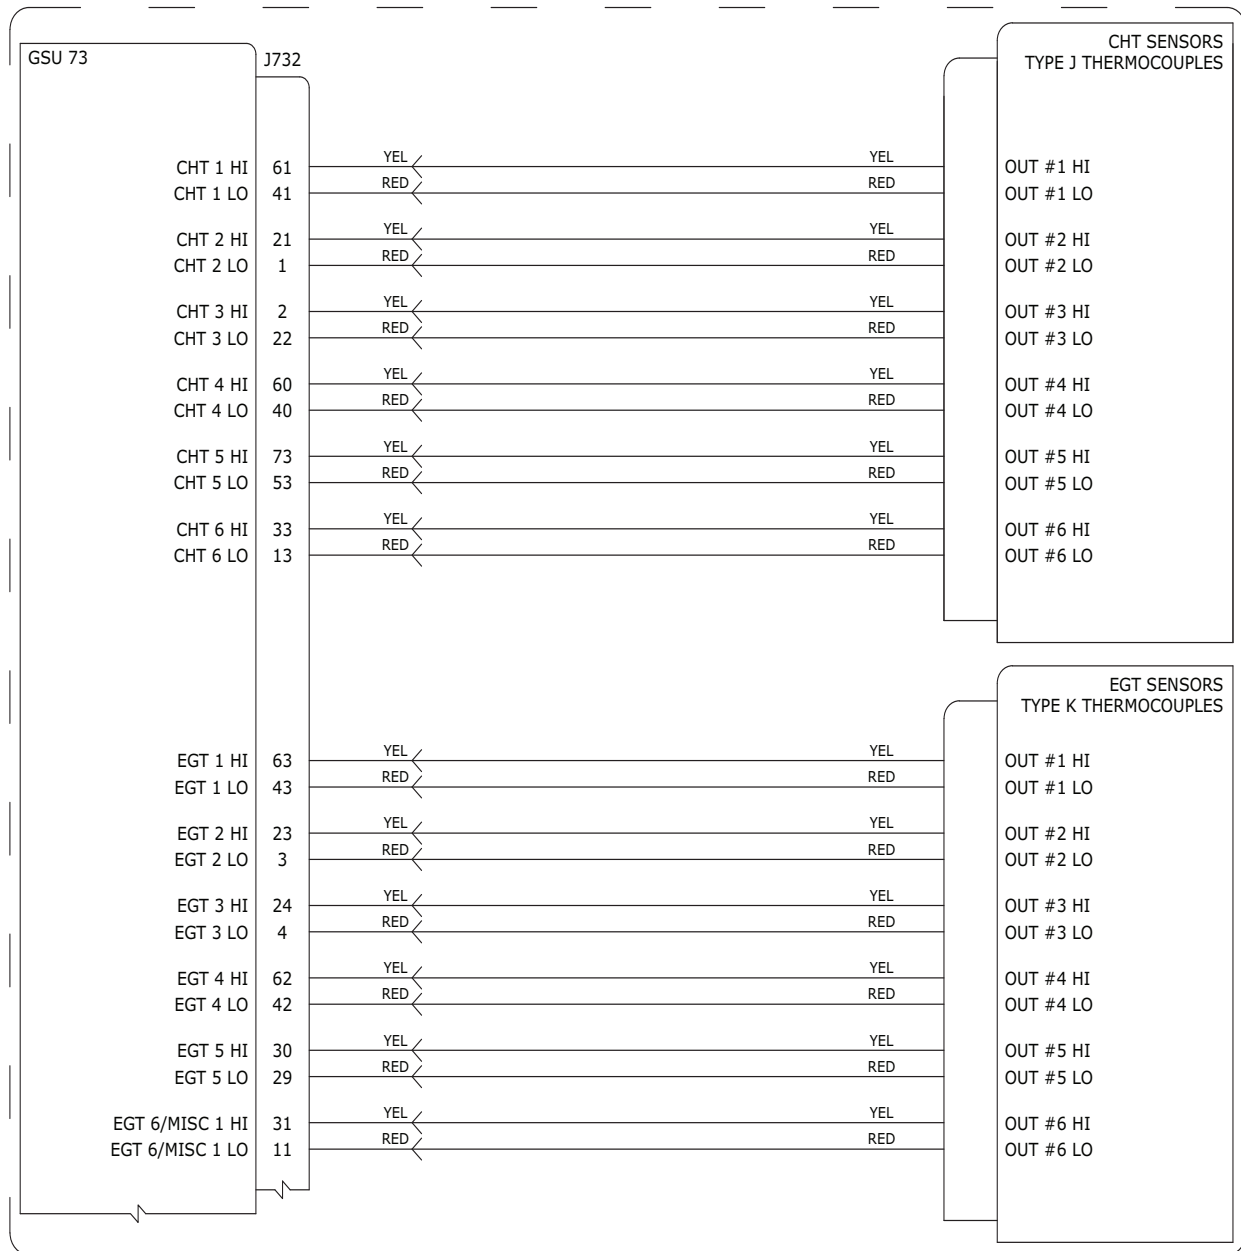 GSU 73
J732
CHT SENSORS
TYPE J THERMOCOUPLES
CHT 1 HI 61 YEL YEL OUT #1 HI
CHT 1 LO 41 RED RED OUT #1 LO
CHT 2 HI 21 YEL YEL OUT #2 HI
CHT 2 LO 1 RED RED OUT #2 LO
CHT 3 HI 2 YEL YEL OUT #3 HI
CHT 3 LO 22 RED RED OUT #3 LO
CHT 4 HI 60 YEL YEL OUT #4 HI
CHT 4 LO 40 RED RED OUT #4 LO
CHT 5 HI 73 YEL YEL OUT #5 HI
CHT 5 LO 53 RED RED OUT #5 LO
CHT 6 HI 33 YEL YEL OUT #6 HI
CHT 6 LO 13 RED RED OUT #6 LO
EGT SENSORS
TYPE K THERMOCOUPLES
EGT 1 HI 63 YEL YEL OUT #1 HI
EGT 1 LO 43 RED RED OUT #1 LO
EGT 2 HI 23 YEL YEL OUT #2 HI
EGT 2 LO 3 RED RED OUT #2 LO
EGT 3 HI 24 YEL YEL OUT #3 HI
EGT 3 LO 4 RED RED OUT #3 LO
EGT 4 HI 62 YEL YEL OUT #4 HI
EGT 4 LO 42 RED RED OUT #4 LO
EGT 5 HI 30 YEL YEL OUT #5 HI
EGT 5 LO 29 RED RED OUT #5 LO
EGT 6/MISC 1 HI 31 YEL YEL OUT #6 HI
EGT 6/MISC 1 LO 11 RED RED OUT #6 LO